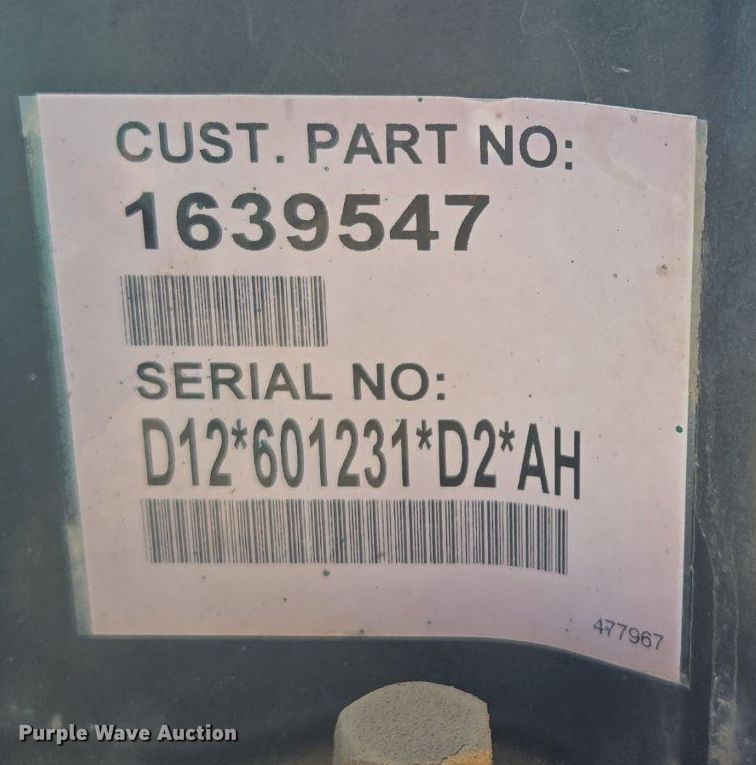 CUST. PART NO:
1639547
SERIAL NO:
D12*601231*D2*AH
477967
Purple Wave Auction